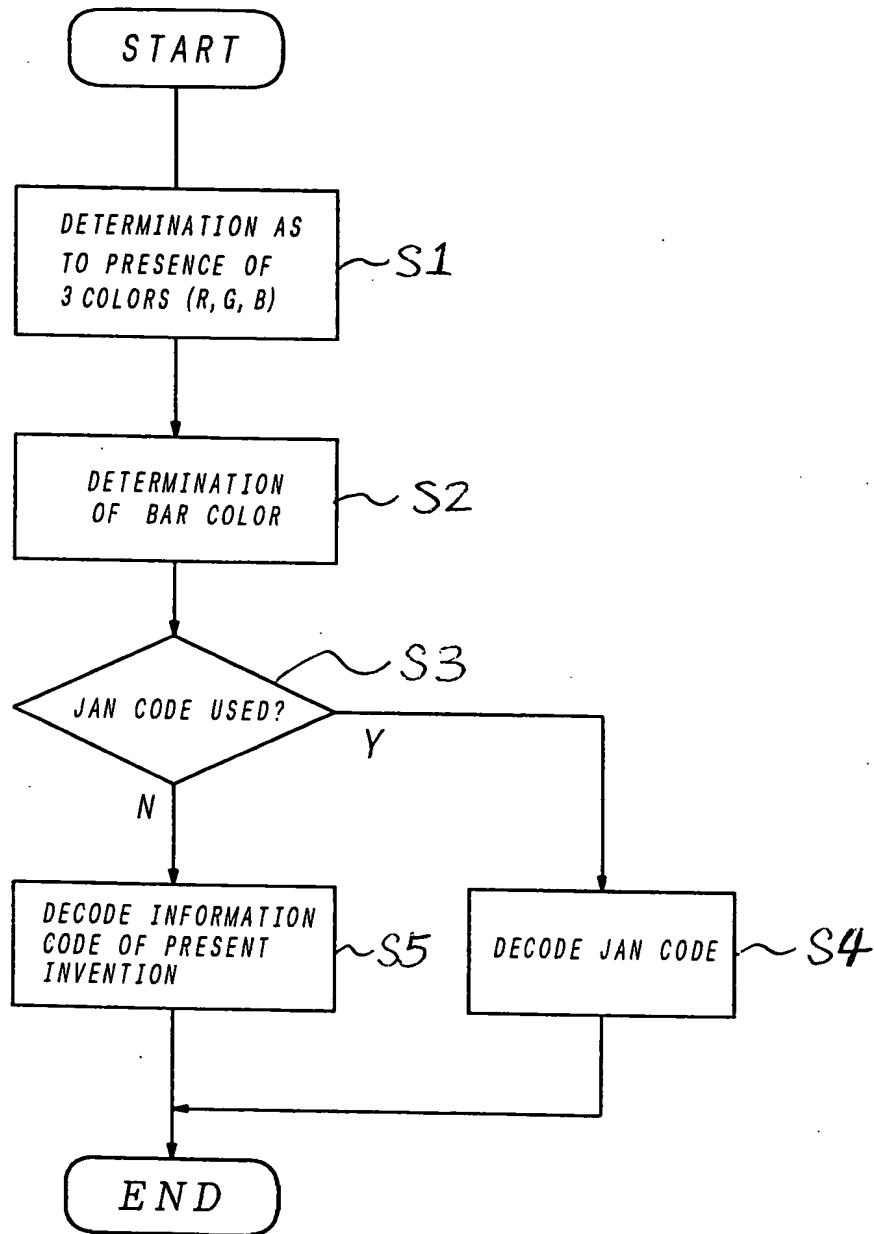 START
DETERMINATION AS
TO PRESENCE OF
3 COLORS (R, G, B)
S1
DETERMINATION
OF BAR COLOR
S2
S3
JAN CODE USED?
Y
N
DECODE INFORMATION
CODE OF PRESENT
INVENTION
S5
DECODE JAN CODE
S4
END